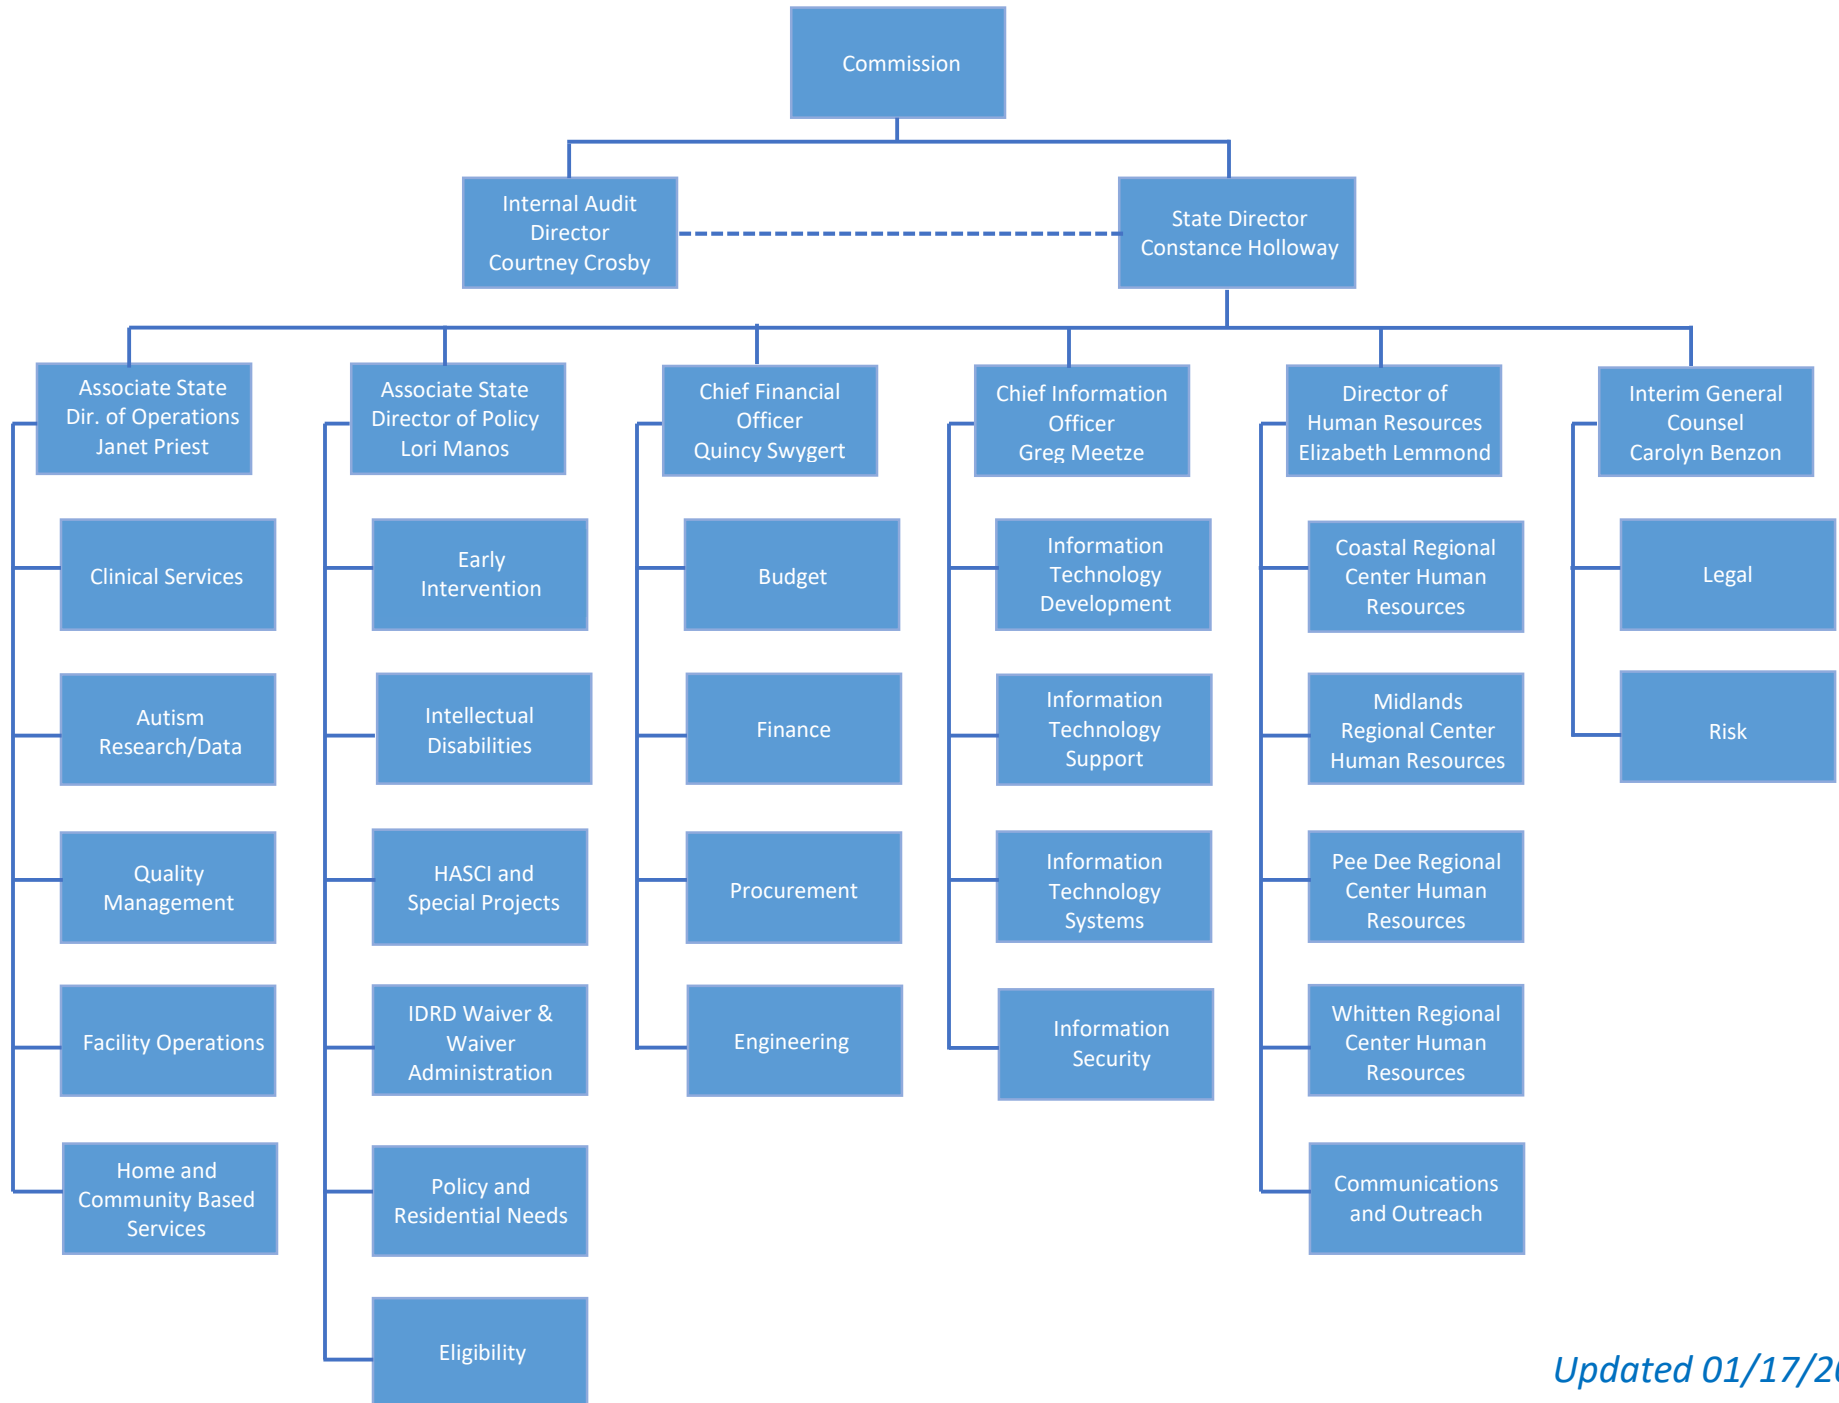 Commission
Internal Audit
Director
Courtney Crosby
State Director
Constance Holloway
Associate State
Dir. of Operations
Janet Priest
Associate State
Director of Policy
Lori Manos
Chief Financial
Officer
Quincy Swygert
Chief Information
Officer
Greg Meetze
Director of
Human Resources
Elizabeth Lemmond
Interim General
Counsel
Carolyn Benzon
Clinical Services
Early
Intervention
Budget
Information
Technology
Development
Coastal Regional
Center Human
Resources
Legal
Autism
Research/Data
Intellectual
Disabilities
Finance
Information
Technology
Support
Midlands
Regional Center
Human Resources
Risk
Quality
Management
HASCI and
Special Projects
Procurement
Information
Technology
Systems
Pee Dee Regional
Center Human
Resources
Facility Operations
IDRD Waiver &
Waiver
Administration
Engineering
Information
Security
Whitten Regional
Center Human
Resources
Home and
Community Based
Services
Policy and
Residential Needs
Communications
and Outreach
Eligibility
Updated 01/17/20